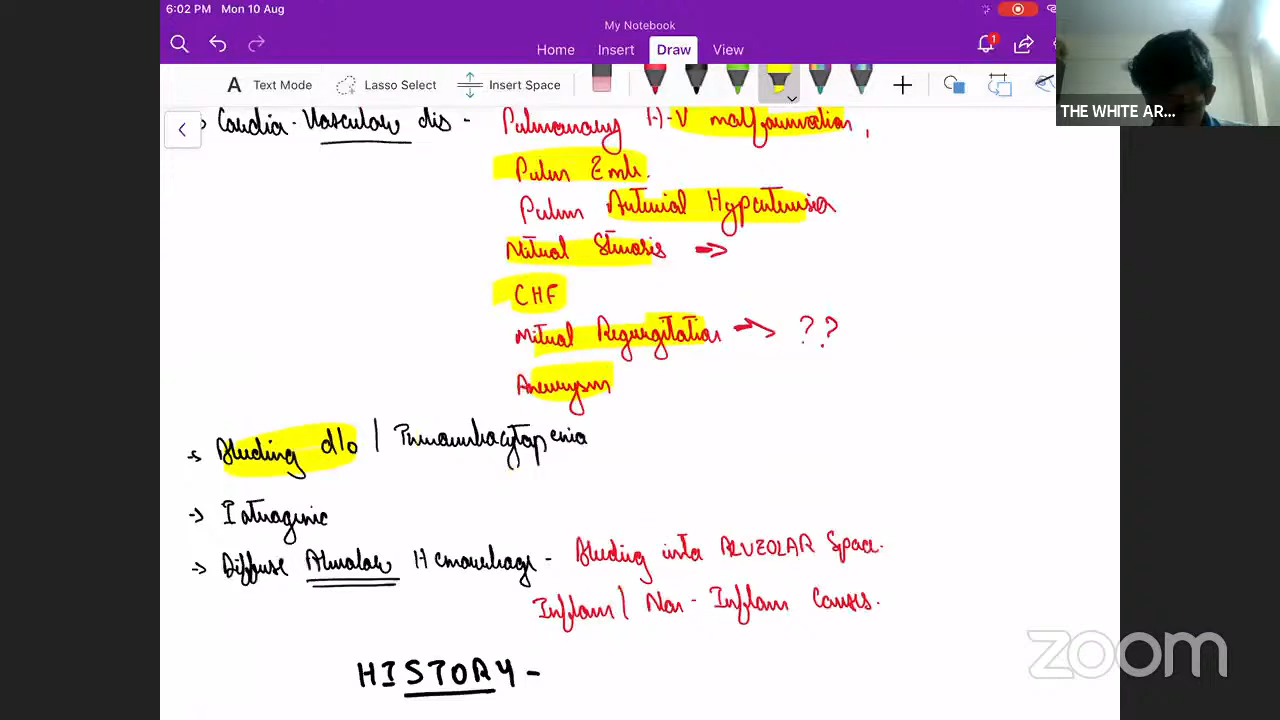 6:02 PM Mon 10 Aug
My Notebook
Home Insert Draw View
1
Text Mode Lasso Select Insert Space
THE WHITE AR...
→ Cardio-Vascular dis - Pulmonary A-V malformation,
Pulm Emb.
Pulm Arterial Hypertension
Mitral Stenosis →
CHF
Mitral Regurgitation → ??
Aneurysm
→ Bleeding d/o | Thrombocytopenia
→ Iatrogenic
→ Diffuse Alveolar Hemorrhage - Bleeding into ALVEOLAR Space.
Inflam | Non-Inflam Causes.
HISTORY -
zoom